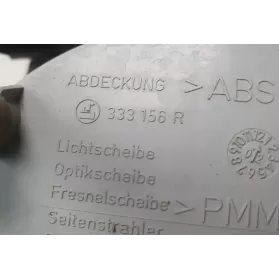 ABDECKUNG >ABS
333 156 R
Lichtscheibe
Optikscheibe
Fresnelscheibe >PMM
Seitenstrahler